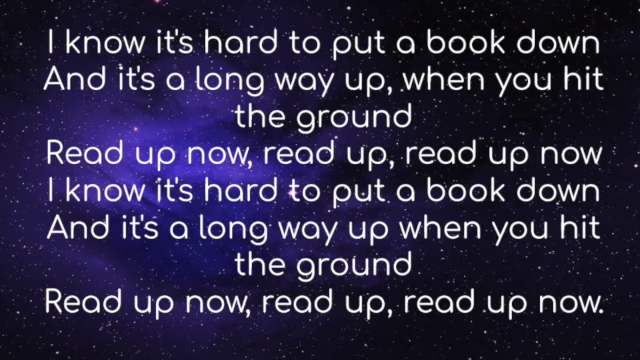 I know it's hard to put a book down
And it's a long way up, when you hit
the ground
Read up now, read up, read up now
I know it's hard to put a book down
And it's a long way up when you hit
the ground
Read up now, read up, read up now.